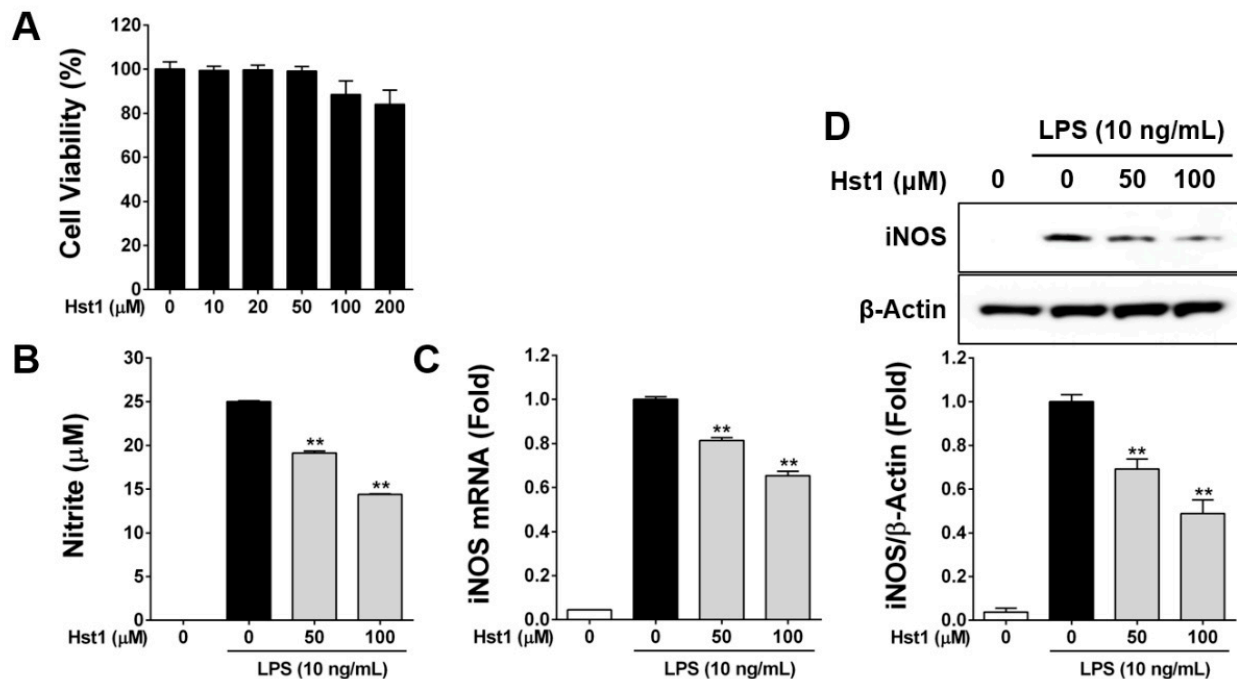 A
Cell Viability (%)
120
100
80
60
40
20
0
Hst1 (μM)
0 10 20 50 100 200
B
Nitrite (μM)
30
25
20
15
10
5
0
** **
Hst1 (μM)
0 0 50 100
LPS (10 ng/mL)
C
iNOS mRNA (Fold)
1.2
1.0
0.8
0.6
0.4
0.2
0.0
** **
Hst1 (μM)
0 0 50 100
LPS (10 ng/mL)
D
LPS (10 ng/mL)
Hst1 (μM) 0 0 50 100
iNOS
β-Actin
iNOS/β-Actin (Fold)
1.2
1.0
0.8
0.6
0.4
0.2
0.0
** **
Hst1 (μM)
0 0 50 100
LPS (10 ng/mL)